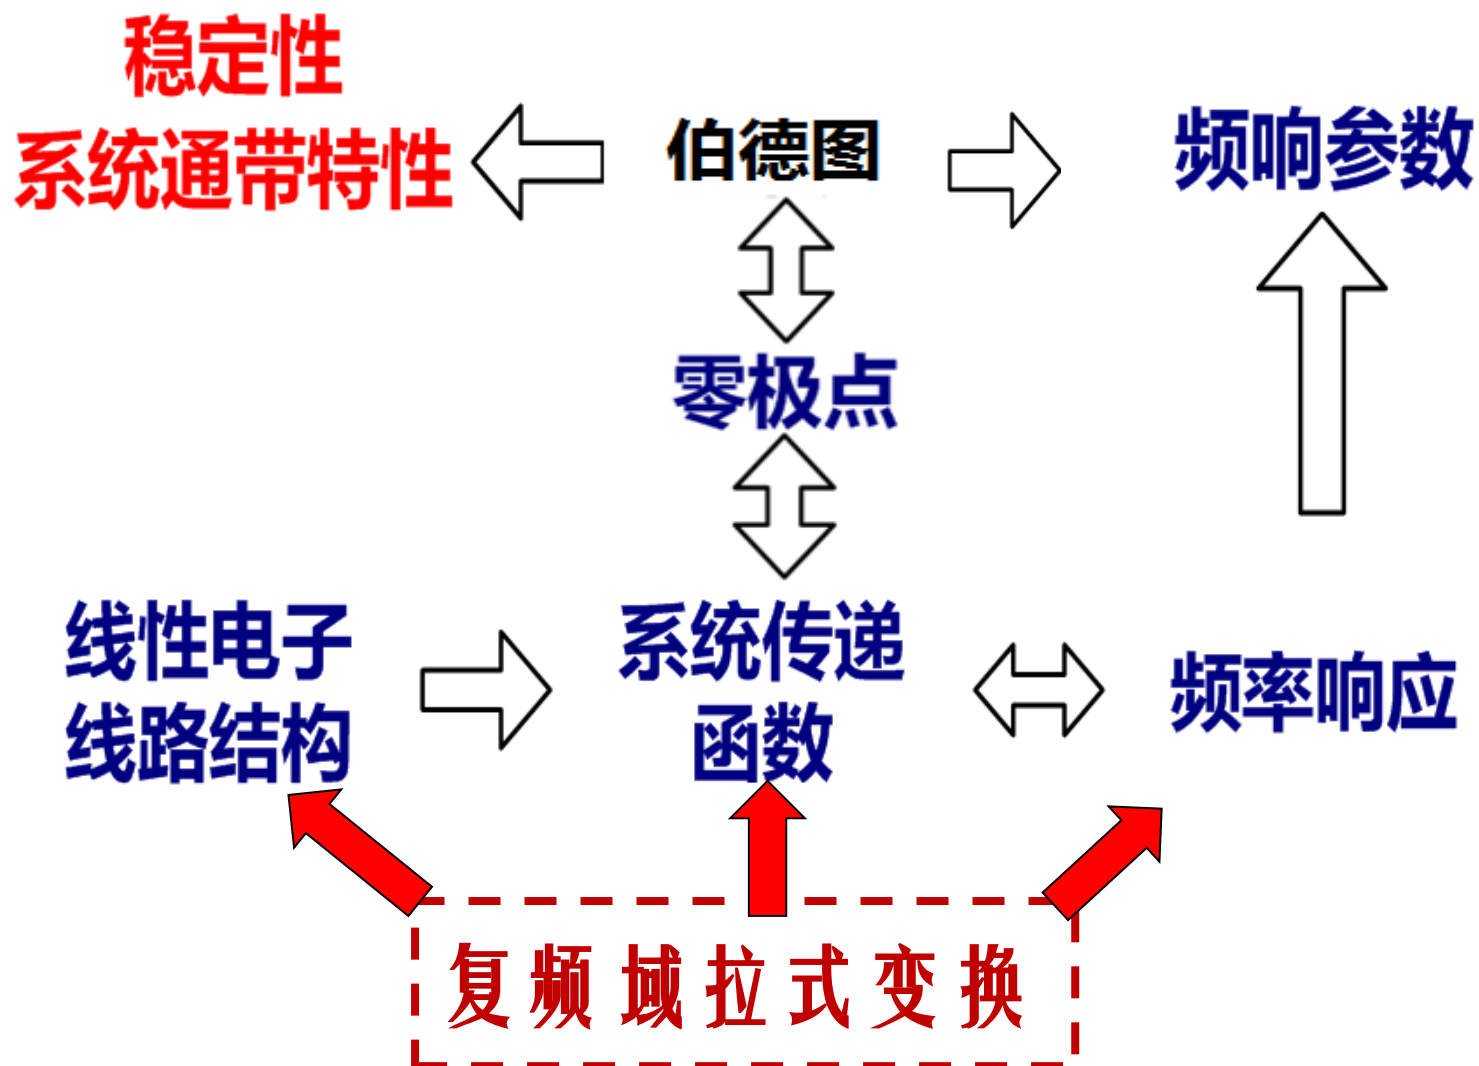 稳定性
系统通带特性
伯德图
频响参数
零极点
线性电子
线路结构
系统传递
函数
频率响应
复频域拉式变换